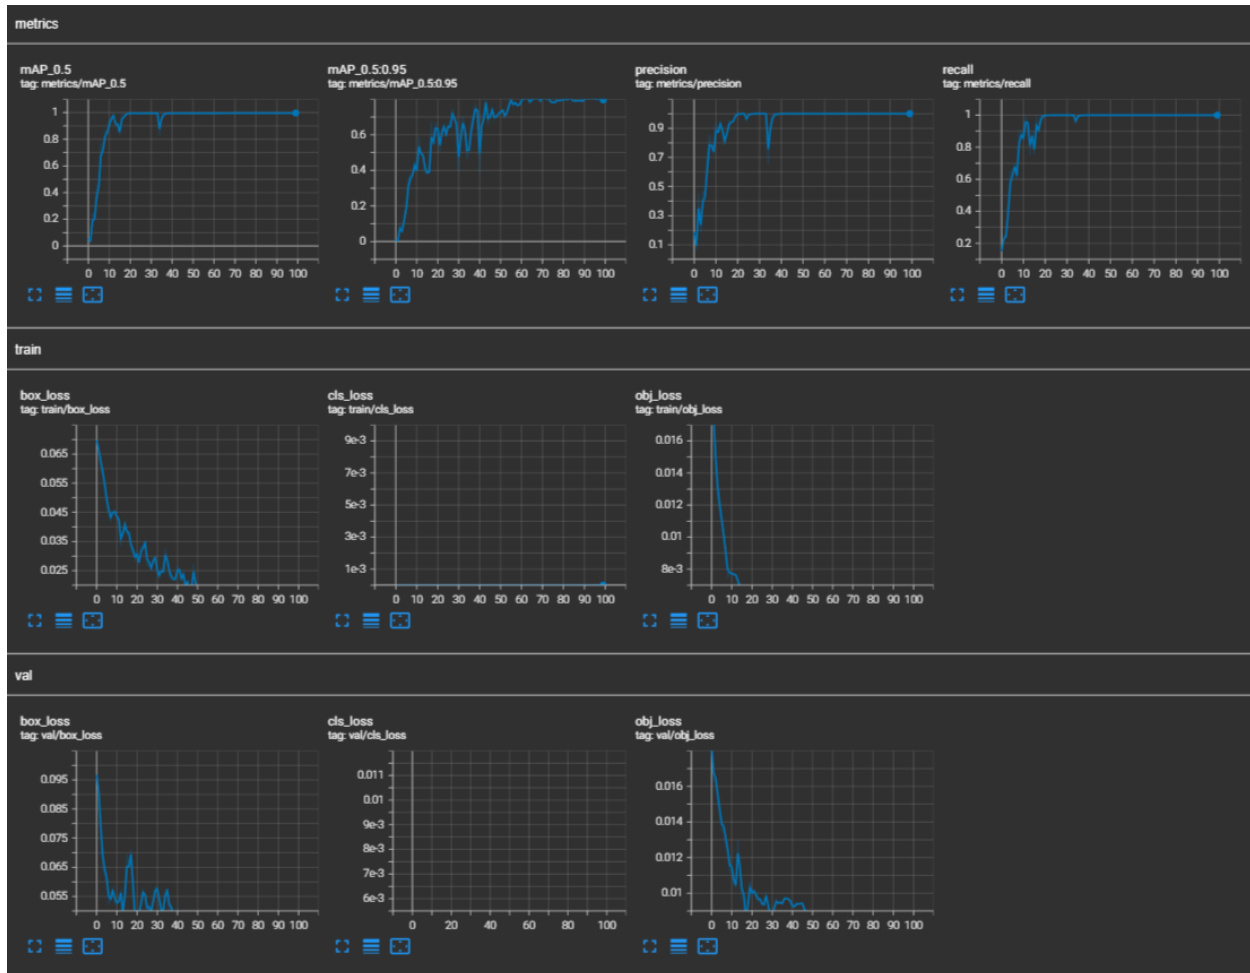 metrics
mAP_0.5
tag: metrics/mAP_0.5
1
0.8
0.6
0.4
0.2
0
0 10 20 30 40 50 60 70 80 90 100
mAP_0.5:0.95
tag: metrics/mAP_0.5:0.95
0.6
0.4
0.2
0
0 10 20 30 40 50 60 70 80 90 100
precision
tag: metrics/precision
0.9
0.7
0.5
0.3
0.1
0 10 20 30 40 50 60 70 80 90 100
recall
tag: metrics/recall
1
0.8
0.6
0.4
0.2
0 10 20 30 40 50 60 70 80 90 100
train
box_loss
tag: train/box_loss
0.065
0.055
0.045
0.035
0.025
0 10 20 30 40 50 60 70 80 90 100
cls_loss
tag: train/cls_loss
9e-3
7e-3
5e-3
3e-3
1e-3
0 10 20 30 40 50 60 70 80 90 100
obj_loss
tag: train/obj_loss
0.016
0.014
0.012
0.01
8e-3
0 10 20 30 40 50 60 70 80 90 100
val
box_loss
tag: val/box_loss
0.095
0.085
0.075
0.065
0.055
0 10 20 30 40 50 60 70 80 90 100
cls_loss
tag: val/cls_loss
0.011
0.01
9e-3
8e-3
7e-3
6e-3
0 20 40 60 80 100
obj_loss
tag: val/obj_loss
0.016
0.014
0.012
0.01
0 10 20 30 40 50 60 70 80 90 100